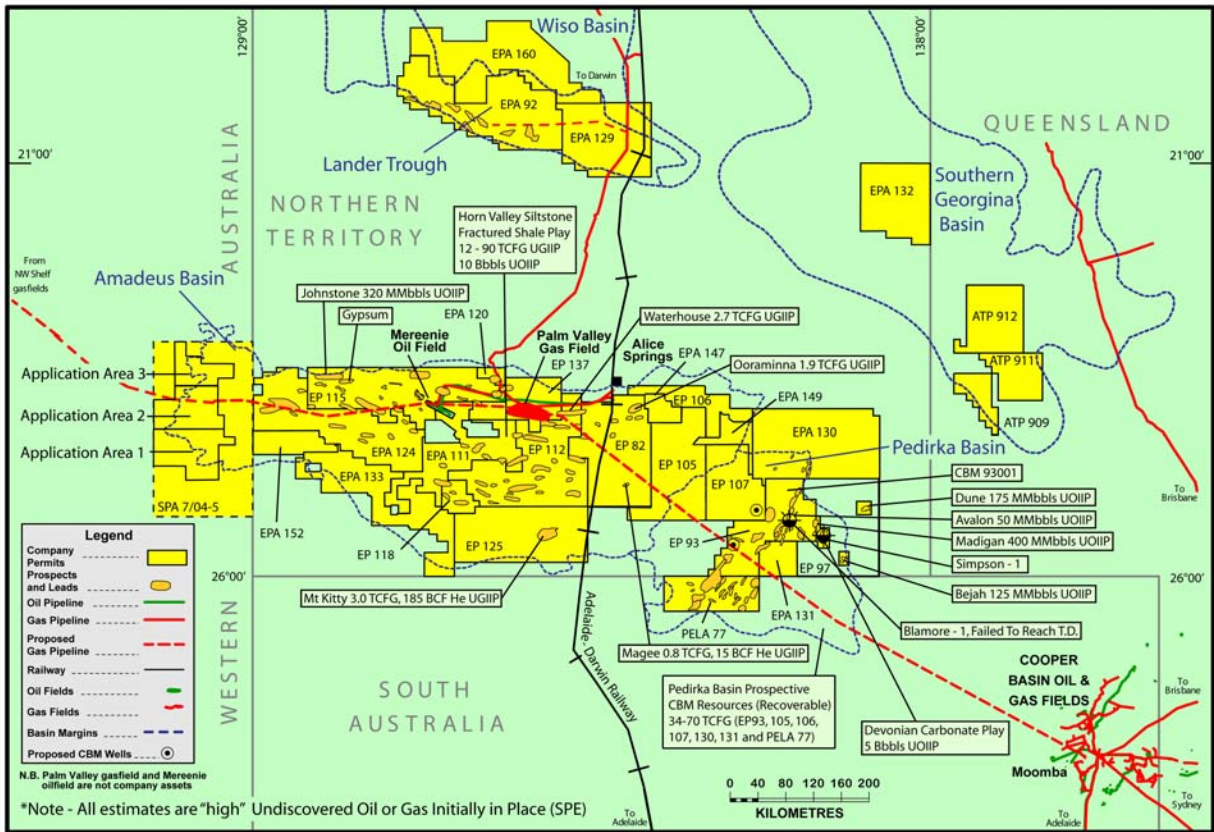 129°00'
138°00'
Wiso Basin
EPA 160
To Darwin
EPA 92
EPA 129
QUEENSLAND
21°00'
21°00'
Lander Trough
EPA 132
Southern
Georgina
Basin
AUSTRALIA
NORTHERN
TERRITORY
Horn Valley Siltstone
Fractured Shale Play
12 - 90 TCFG UGIIP
10 Bbbls UOIIP
From
NW Shelf
gasfields
Amadeus Basin
Johnstone 320 MMbbls UOIIP
EPA 120
Gypsum
Mereenie
Oil Field
Palm Valley
Gas Field
EP 137
Alice
Springs
Waterhouse 2.7 TCFG UGIIP
EPA 147
Ooraminna 1.9 TCFG UGIIP
ATP 912
ATP 911
ATP 909
Application Area 3
Application Area 2
Application Area 1
EP 115
EP 106
EPA 149
EPA 130
EPA 124
EPA 111
EP 112
EP 82
EP 105
EP 107
Pedirka Basin
EPA 133
CBM 93001
Dune 175 MMbbls UOIIP
Avalon 50 MMbbls UOIIP
Madigan 400 MMbbls UOIIP
Simpson - 1
Bejah 125 MMbbls UOIIP
SPA 7/04-5
EPA 152
EP 118
EP 125
EP 93
EP 97
26°00'
26°00'
Mt Kitty 3.0 TCFG, 185 BCF He UGIIP
EPA 131
PELA 77
Blamore - 1, Failed To Reach T.D.
Magee 0.8 TCFG, 15 BCF He UGIIP
WESTERN
SOUTH
AUSTRALIA
Adelaide - Darwin Railway
Pedirka Basin Prospective
CBM Resources (Recoverable)
34-70 TCFG (EP93, 105, 106,
107, 130, 131 and PELA 77)
Devonian Carbonate Play
5 Bbbls UOIIP
COOPER
BASIN OIL &
GAS FIELDS
To
Brisbane
To
Brisbane
Moomba
To
Sydney
To
Adelaide
To
Adelaide
0 40 80 120 160 200
KILOMETRES
Legend
Company
Permits
Prospects
and Leads
Oil Pipeline
Gas Pipeline
Proposed
Gas Pipeline
Railway
Oil Fields
Gas Fields
Basin Margins
Proposed CBM Wells
N.B. Palm Valley gasfield and Mereenie
oilfield are not company assets
*Note - All estimates are "high" Undiscovered Oil or Gas Initially in Place (SPE)